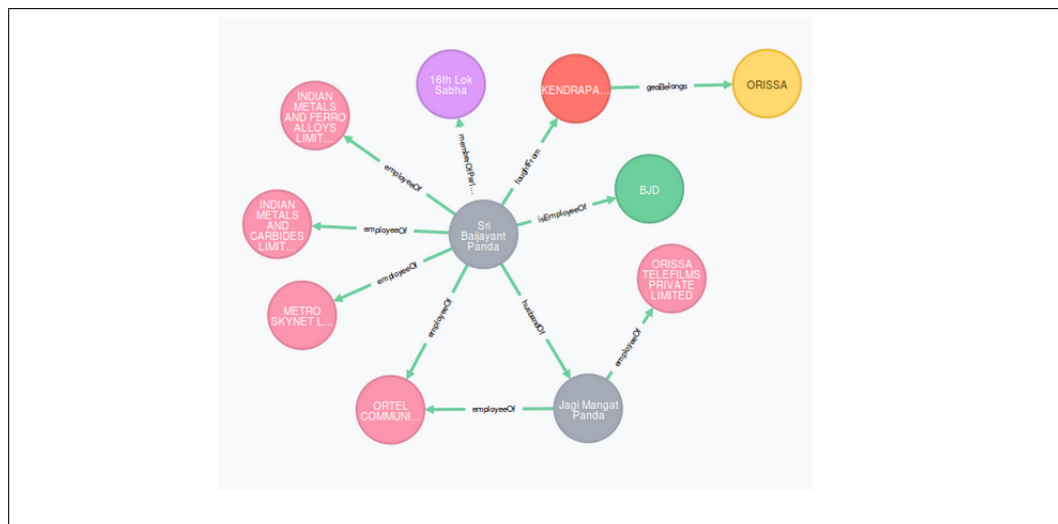 16th Lok
Sabha
KENDRAPA...
geoBelongs
ORISSA
INDIAN
METALS
AND FERRO
ALLOYS
LIMIT...
employeeOf
memberOfParl...
foughtFrom
isEmployeeOf
BJD
INDIAN
METALS
AND
CARBIDES
LIMIT...
employeeOf
Sri
Baijayant
Panda
ORISSA
TELEFILMS
PRIVATE
LIMITED
employeeOf
METRO
SKYNET L...
employeeOf
husbandOf
employeeOf
ORTEL
COMMUNI...
employeeOf
Jagi Mangat
Panda